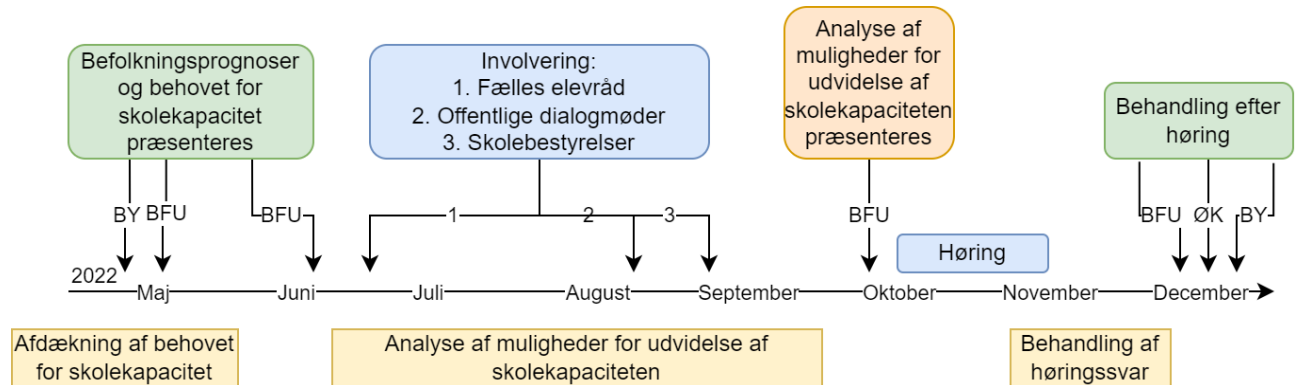 Befolkningsprognoser
og behovet for
skolekapacitet
præsenteres
Involvering:
1. Fælles elevråd
2. Offentlige dialogmøder
3. Skolebestyrelser
Analyse af
muligheder for
udvidelse af
skolekapaciteten
præsenteres
Behandling efter
høring
BY BFU BFU 1 2 3 BFU BFU ØK BY
Høring
2022
Maj Juni Juli August September Oktober November December
Afdækning af behovet
for skolekapacitet
Analyse af muligheder for udvidelse af
skolekapaciteten
Behandling af
høringssvar